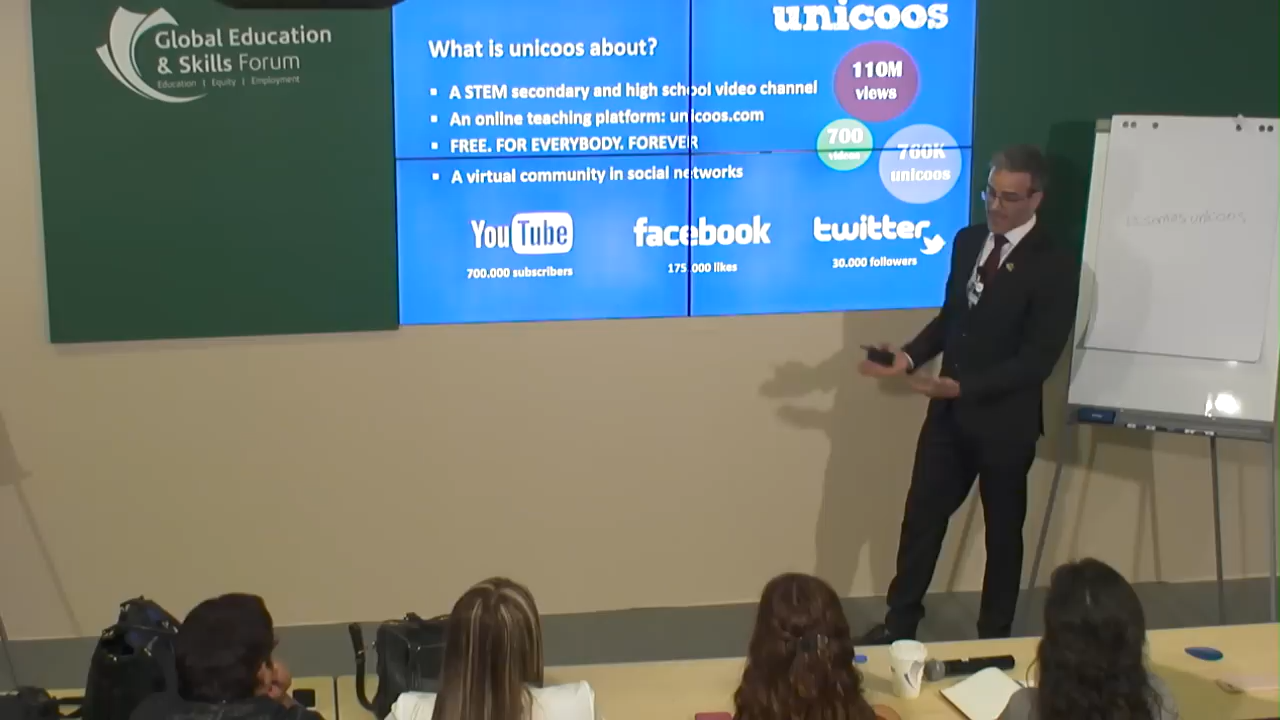 Global Education
& Skills Forum
Education | Equity | Employment
unicoos
What is unicoos about?
▪ A STEM secondary and high school video channel
▪ An online teaching platform: unicoos.com
▪ FREE. FOR EVERYBODY. FOREVER
▪ A virtual community in social networks
110M
views
700
videos
760K
unicoos
YouTube
700.000 subscribers
facebook
175.000 likes
twitter
30.000 followers